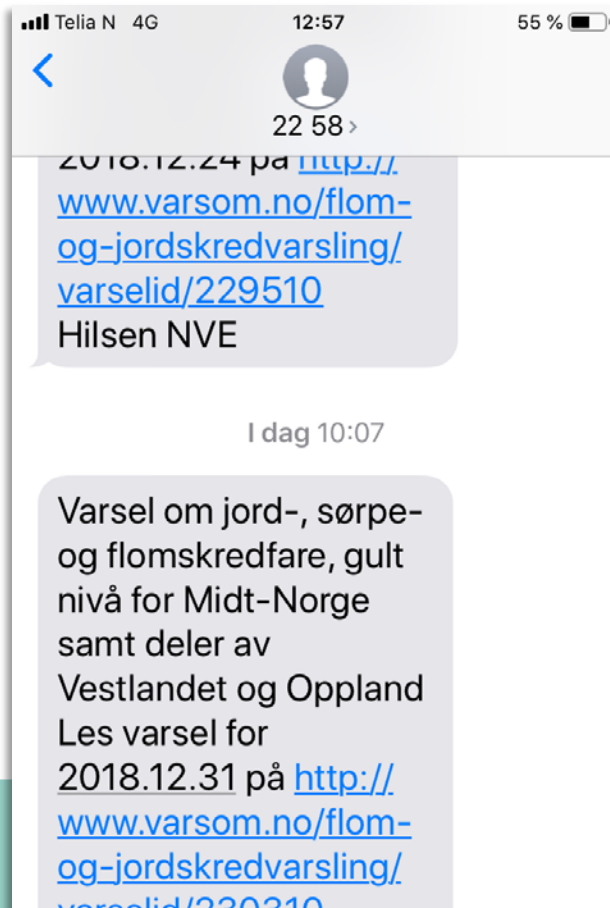 Telia N 4G 12:57 55 %
22 58
2018.12.24 på http://
www.varsom.no/flom-
og-jordskredvarsling/
varselid/229510
Hilsen NVE
I dag 10:07
Varsel om jord-, sørpe-
og flomskredfare, gult
nivå for Midt-Norge
samt deler av
Vestlandet og Oppland
Les varsel for
2018.12.31 på http://
www.varsom.no/flom-
og-jordskredvarsling/
varselid/230310